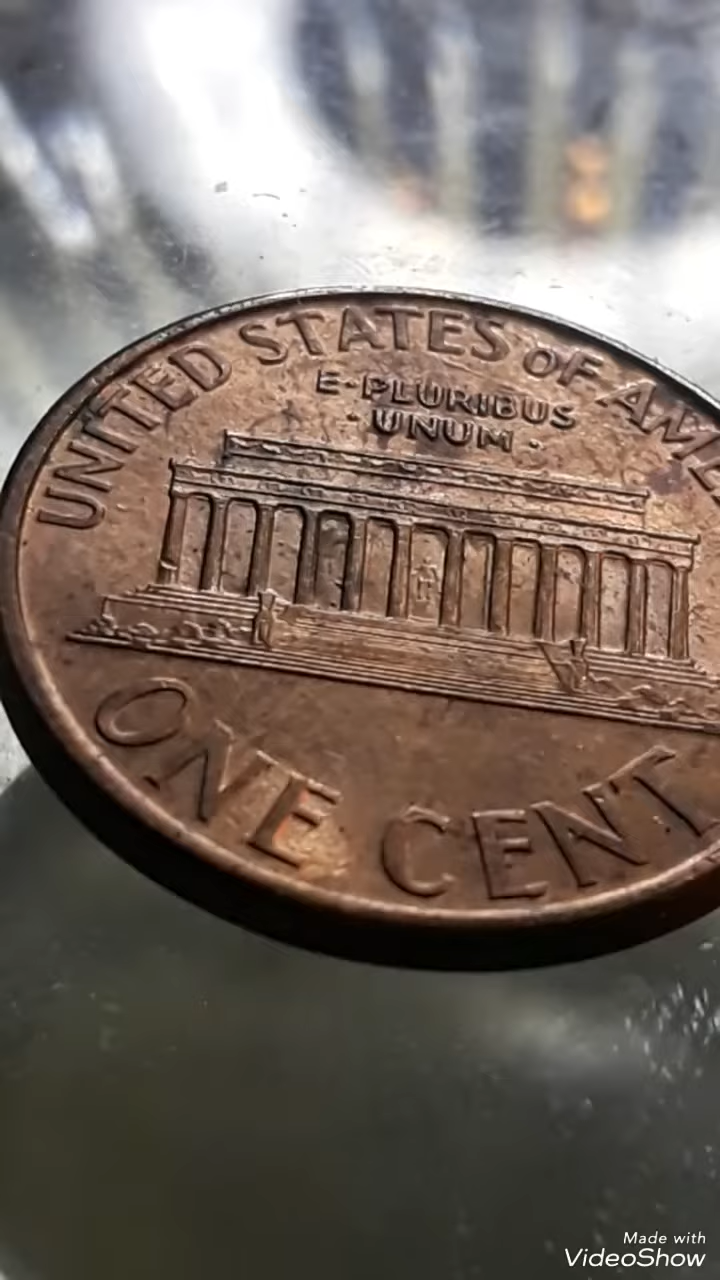 UNITED STATES OF AME
E·PLURIBUS
·UNUM·
ONE CENT
Made with
VideoShow